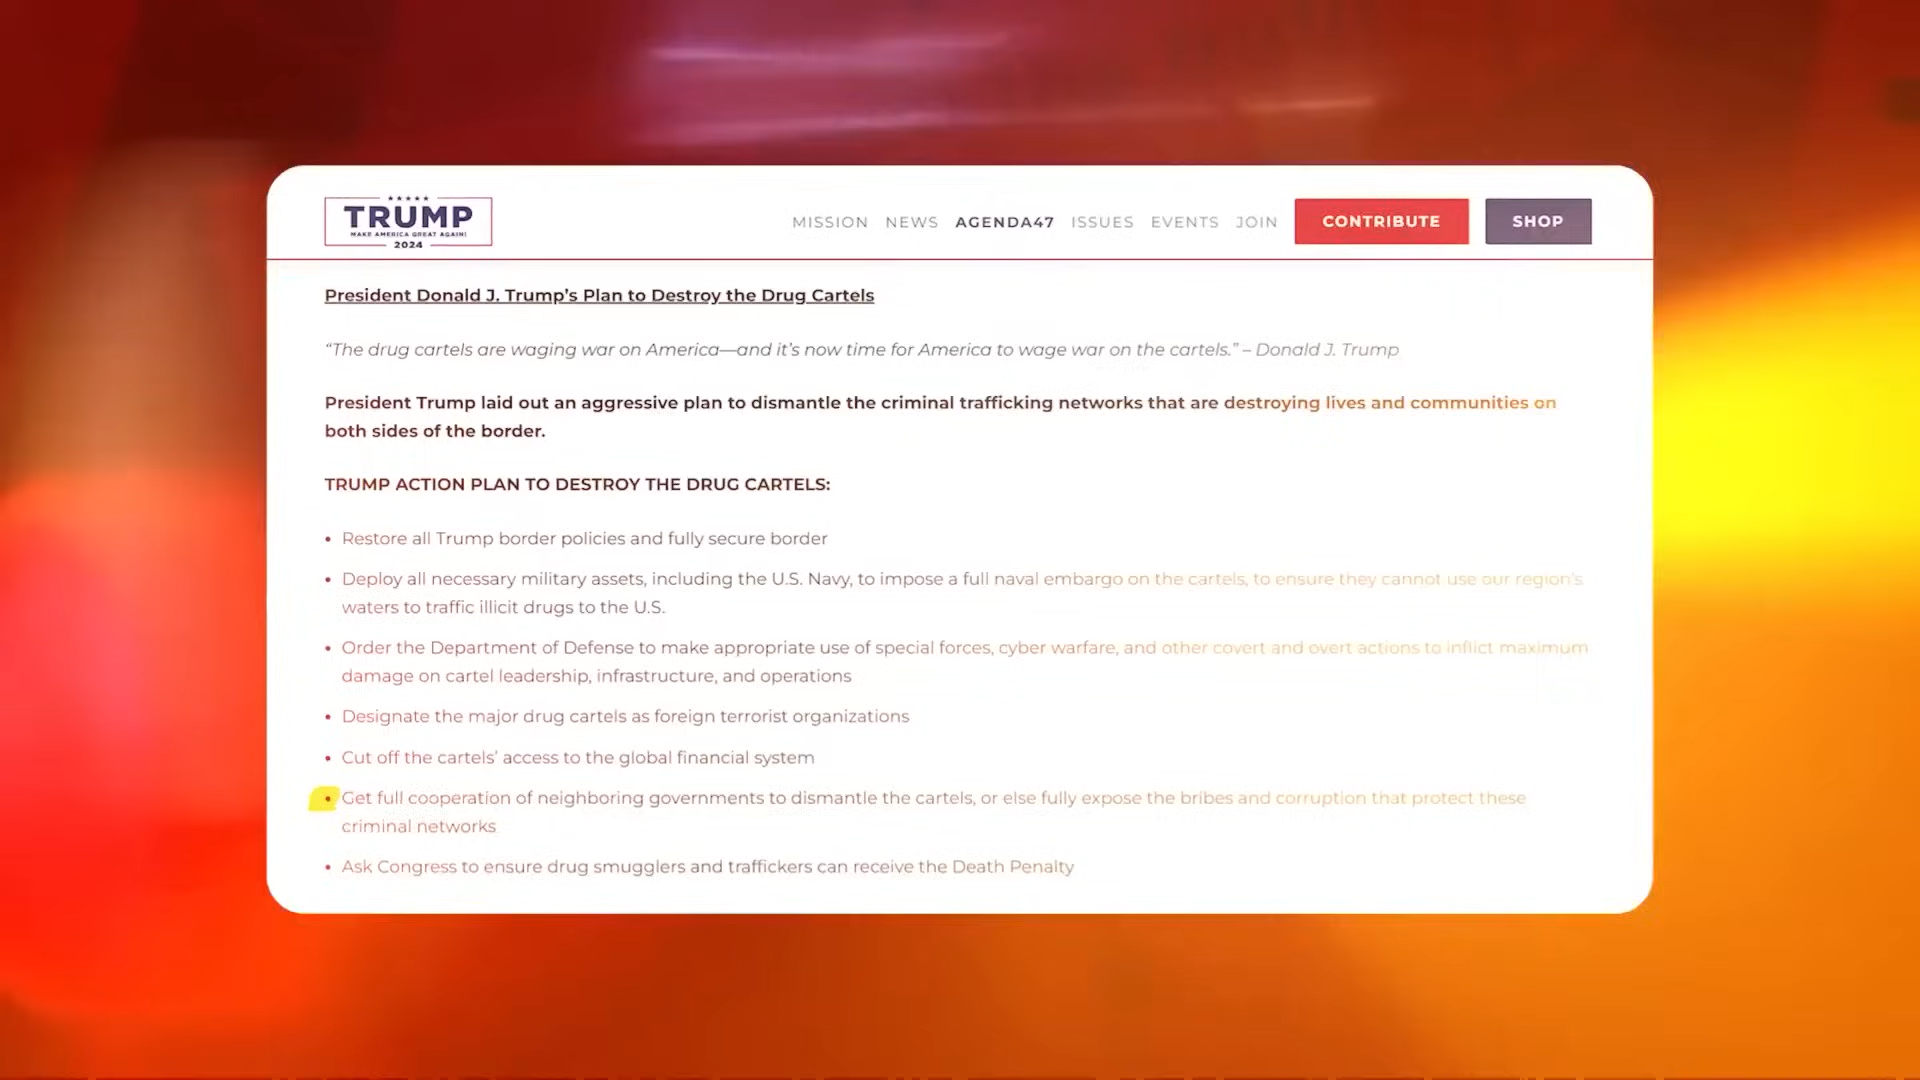 TRUMP
MAKE AMERICA GREAT AGAIN!
2024
MISSION NEWS AGENDA47 ISSUES EVENTS JOIN CONTRIBUTE SHOP
President Donald J. Trump’s Plan to Destroy the Drug Cartels
“The drug cartels are waging war on America—and it’s now time for America to wage war on the cartels.” – Donald J. Trump
President Trump laid out an aggressive plan to dismantle the criminal trafficking networks that are destroying lives and communities on
both sides of the border.
TRUMP ACTION PLAN TO DESTROY THE DRUG CARTELS:
• Restore all Trump border policies and fully secure border
• Deploy all necessary military assets, including the U.S. Navy, to impose a full naval embargo on the cartels, to ensure they cannot use our region’s
waters to traffic illicit drugs to the U.S.
• Order the Department of Defense to make appropriate use of special forces, cyber warfare, and other covert and overt actions to inflict maximum
damage on cartel leadership, infrastructure, and operations
• Designate the major drug cartels as foreign terrorist organizations
• Cut off the cartels’ access to the global financial system
• Get full cooperation of neighboring governments to dismantle the cartels, or else fully expose the bribes and corruption that protect these
criminal networks
• Ask Congress to ensure drug smugglers and traffickers can receive the Death Penalty